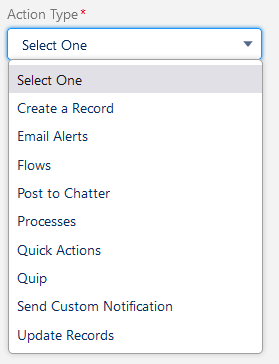 Action Type*
Select One
Select One
Create a Record
Email Alerts
Flows
Post to Chatter
Processes
Quick Actions
Quip
Send Custom Notification
Update Records